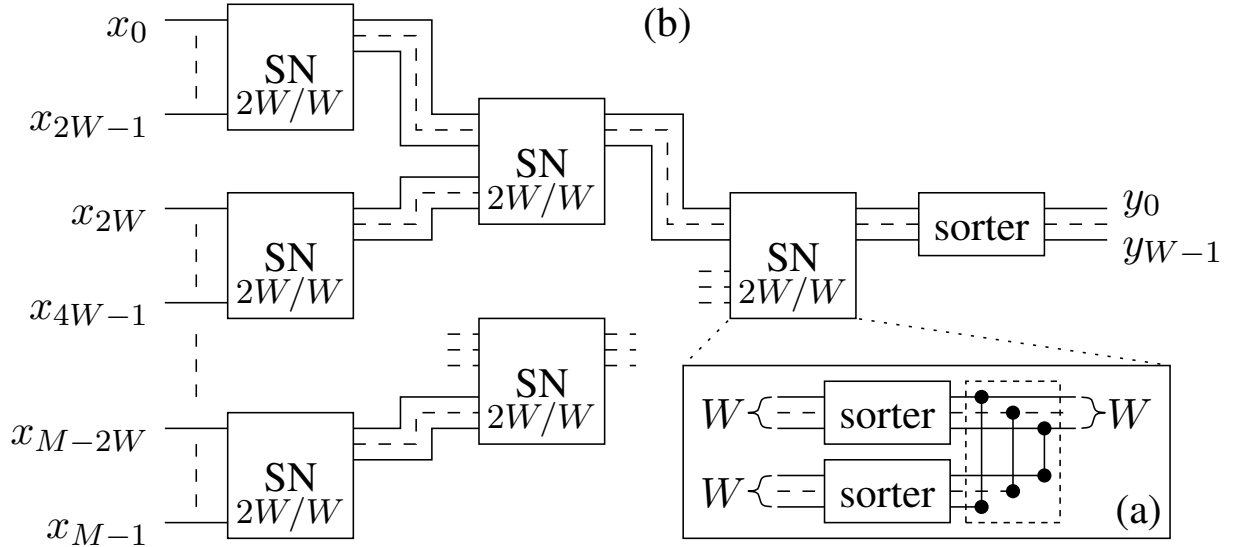 (b)
x_0
SN
2W/W
x_{2W−1}
SN
2W/W
x_{2W}
SN
2W/W
x_{4W−1}
SN
2W/W
sorter
y_0
y_{W−1}
SN
2W/W
x_{M−2W}
SN
2W/W
x_{M−1}
W
sorter
W
W
sorter
(a)